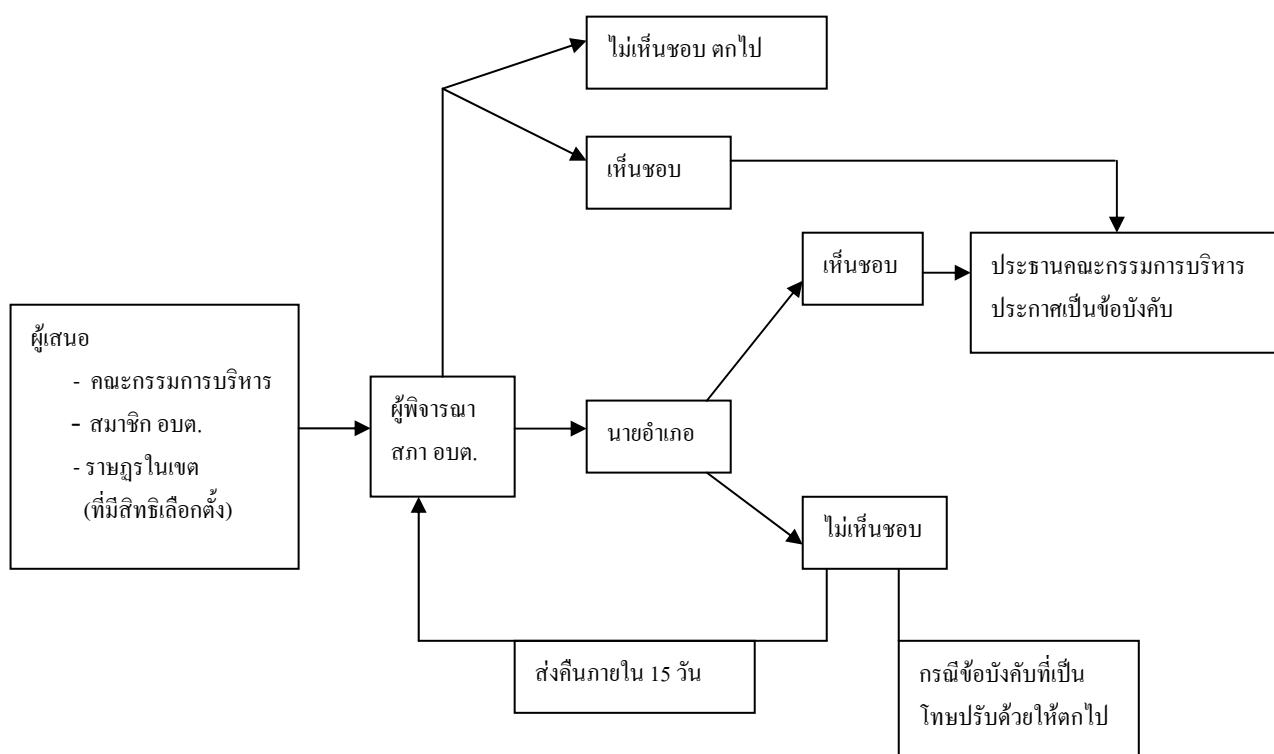 ไม่เห็นชอบ ตกไป
เห็นชอบ
เห็นชอบ
ประธานคณะกรรมการบริหาร
ประกาศเป็นข้อบังคับ
ผู้เสนอ
- คณะกรรมการบริหาร
- สมาชิก อบต.
- ราษฎรในเขต
(ที่มีสิทธิเลือกตั้ง)
ผู้พิจารณา
สภา อบต.
นายอำเภอ
ไม่เห็นชอบ
ส่งคืนภายใน 15 วัน
กรณีข้อบังคับที่เป็น
โทษปรับด้วยให้ตกไป